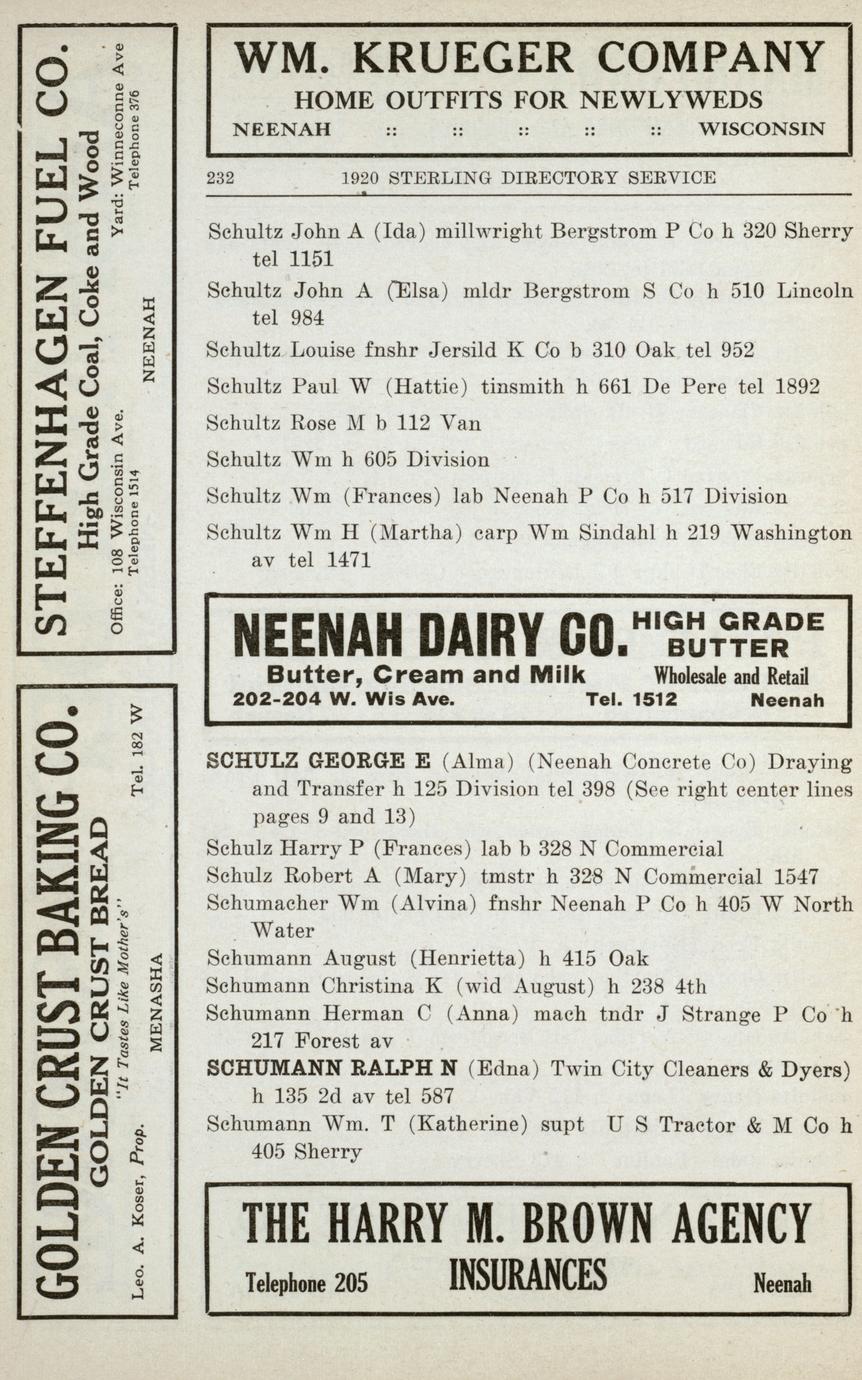 WM. KRUEGER COMPANY
HOME OUTFITS FOR NEWLYWEDS
NEENAH :: :: :: :: :: WISCONSIN
232 1920 STERLING DIRECTORY SERVICE
Schultz John A (Ida) millwright Bergstrom P Co h 320 Sherry
tel 1151
Schultz John A (Elsa) mldr Bergstrom S Co h 510 Lincoln
tel 984
Schultz Louise fnshr Jersild K Co b 310 Oak tel 952
Schultz Paul W (Hattie) tinsmith h 661 De Pere tel 1892
Schultz Rose M b 112 Van
Schultz Wm h 605 Division
Schultz Wm (Frances) lab Neenah P Co h 517 Division
Schultz Wm H (Martha) carp Wm Sindahl h 219 Washington
av tel 1471
NEENAH DAIRY CO. HIGH GRADE
BUTTER
Butter, Cream and Milk Wholesale and Retail
202-204 W. Wis Ave. Tel. 1512 Neenah
SCHULZ GEORGE E (Alma) (Neenah Concrete Co) Draying
and Transfer h 125 Division tel 398 (See right center lines
pages 9 and 13)
Schulz Harry P (Frances) lab b 328 N Commercial
Schulz Robert A (Mary) tmstr h 328 N Commercial 1547
Schumacher Wm (Alvina) fnshr Neenah P Co h 405 W North
Water
Schumann August (Henrietta) h 415 Oak
Schumann Christina K (wid August) h 238 4th
Schumann Herman C (Anna) mach tndr J Strange P Co h
217 Forest av
SCHUMANN RALPH N (Edna) Twin City Cleaners & Dyers)
h 135 2d av tel 587
Schumann Wm. T (Katherine) supt U S Tractor & M Co h
405 Sherry
THE HARRY M. BROWN AGENCY
Telephone 205 INSURANCES Neenah
STEFFENHAGEN FUEL CO.
High Grade Coal, Coke and Wood
Office: 108 Wisconsin Ave. Yard: Winneconne Ave
Telephone 1514 Telephone 376
NEENAH
GOLDEN CRUST BAKING CO.
GOLDEN CRUST BREAD
"It Tastes Like Mother's"
Leo. A. Koser, Prop. Tel. 182 W
MENASHA